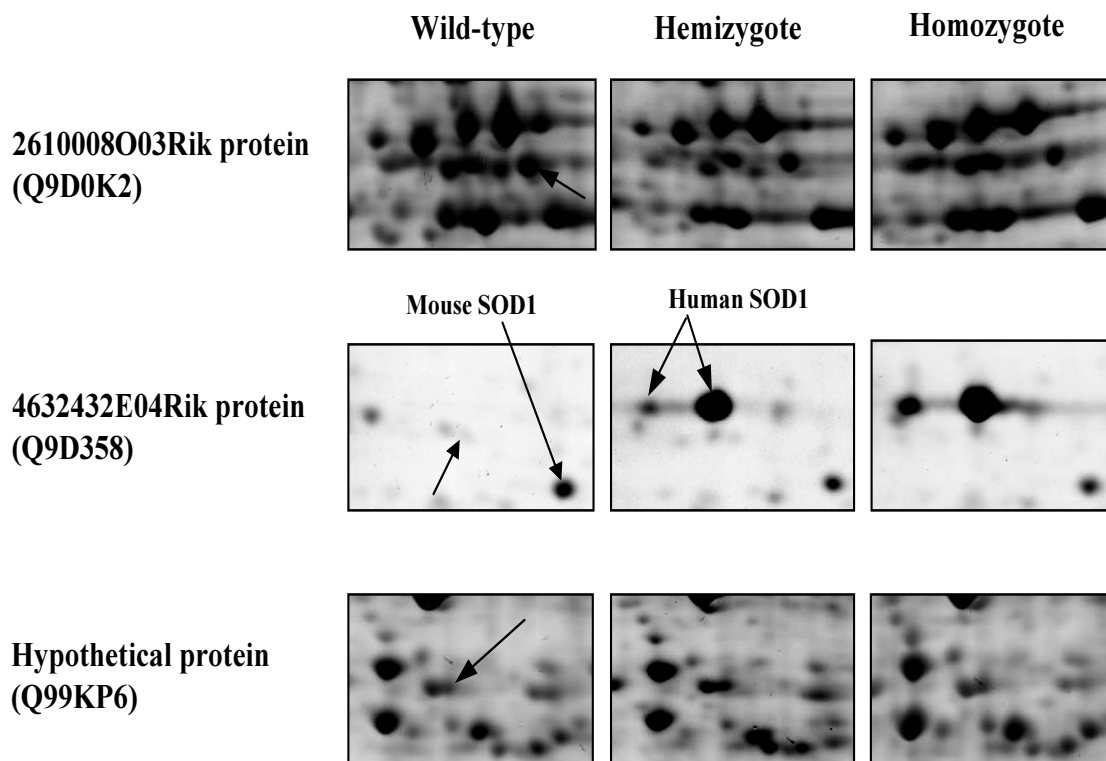 Wild-type Hemizygote Homozygote
2610008O03Rik protein
(Q9D0K2)
Mouse SOD1 Human SOD1
4632432E04Rik protein
(Q9D358)
Hypothetical protein
(Q99KP6)